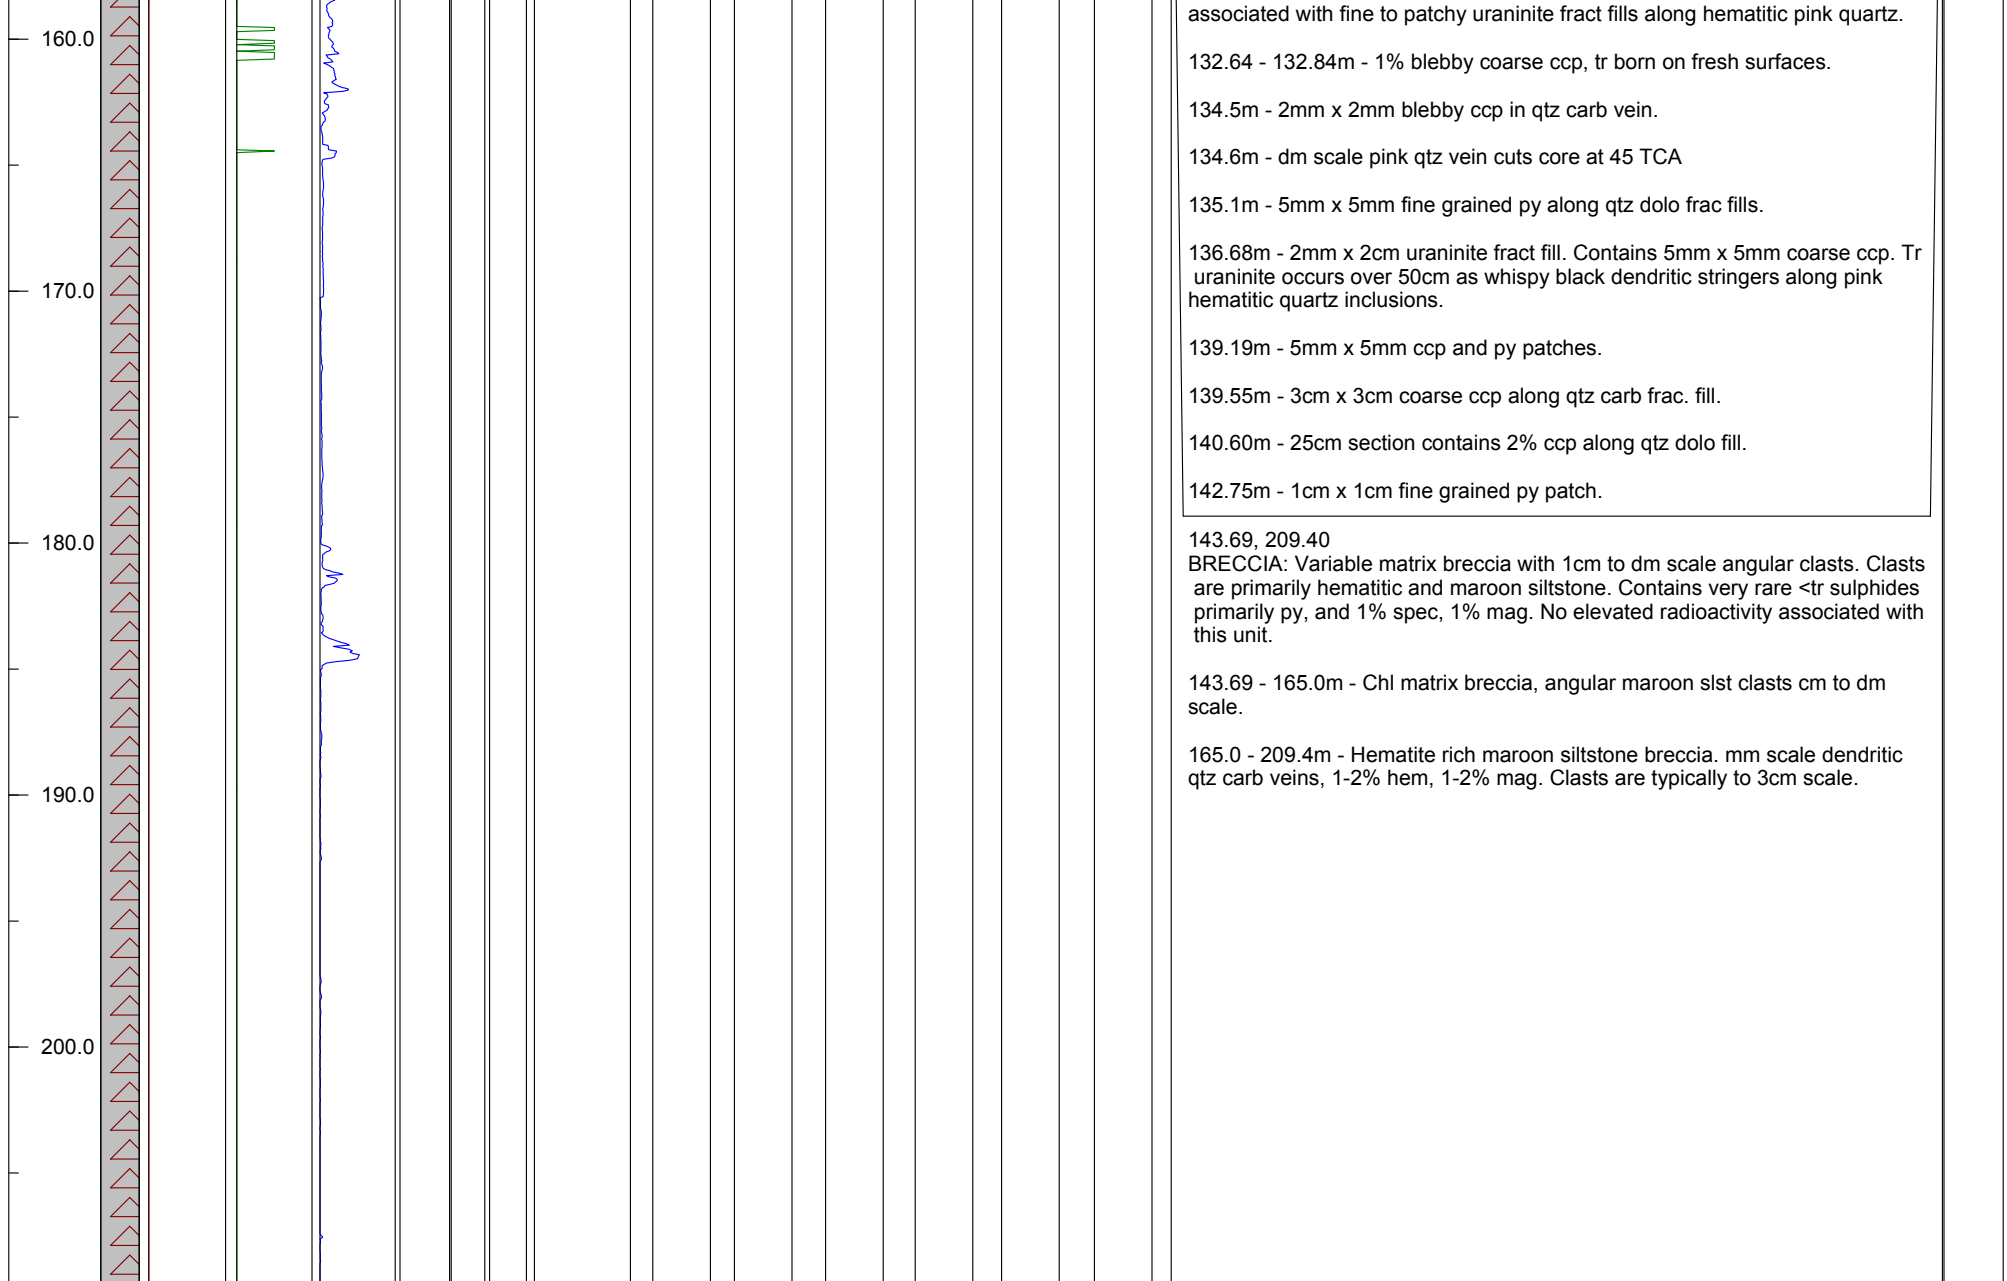 160.0
170.0
180.0
190.0
200.0
associated with fine to patchy uraninite fract fills along hematitic pink quartz.
132.64 - 132.84m - 1% blebby coarse ccp, tr born on fresh surfaces.
134.5m - 2mm x 2mm blebby ccp in qtz carb vein.
134.6m - dm scale pink qtz vein cuts core at 45 TCA
135.1m - 5mm x 5mm fine grained py along qtz dolo frac fills.
136.68m - 2mm x 2cm uraninite fract fill. Contains 5mm x 5mm coarse ccp. Tr
uraninite occurs over 50cm as whispy black dendritic stringers along pink
hematitic quartz inclusions.
139.19m - 5mm x 5mm ccp and py patches.
139.55m - 3cm x 3cm coarse ccp along qtz carb frac. fill.
140.60m - 25cm section contains 2% ccp along qtz dolo fill.
142.75m - 1cm x 1cm fine grained py patch.
143.69, 209.40
BRECCIA: Variable matrix breccia with 1cm to dm scale angular clasts. Clasts
are primarily hematitic and maroon siltstone. Contains very rare <tr sulphides
primarily py, and 1% spec, 1% mag. No elevated radioactivity associated with
this unit.
143.69 - 165.0m - Chl matrix breccia, angular maroon slst clasts cm to dm
scale.
165.0 - 209.4m - Hematite rich maroon siltstone breccia. mm scale dendritic
qtz carb veins, 1-2% hem, 1-2% mag. Clasts are typically to 3cm scale.